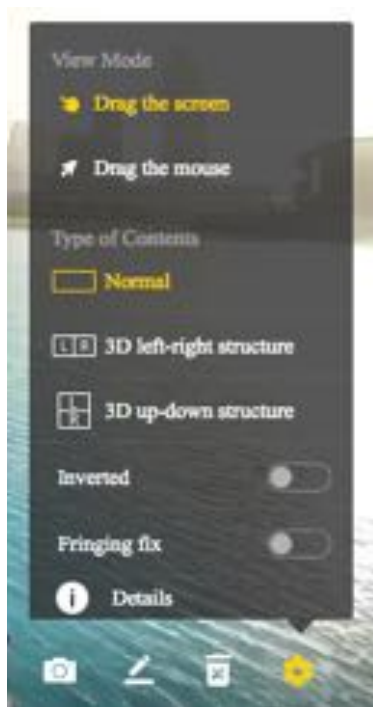 View Mode
Drag the screen
Drag the mouse
Type of Contents
Normal
L R 3D left-right structure
L
R 3D up-down structure
Inverted
Fringing fix
i Details